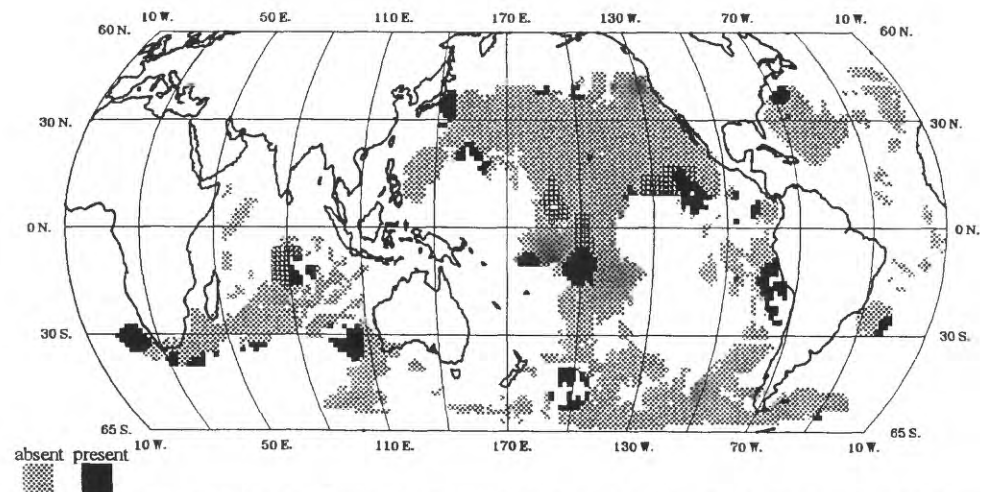 10 W. 50 E. 110 E. 170 E. 130 W. 70 W. 10 W.
60 N. 60 N.
30 N. 30 N.
0 N. 0 N.
30 S. 30 S.
65 S. 65 S.
10 W. 50 E. 110 E. 170 W. 130 W. 70 W. 10 W.
absent present